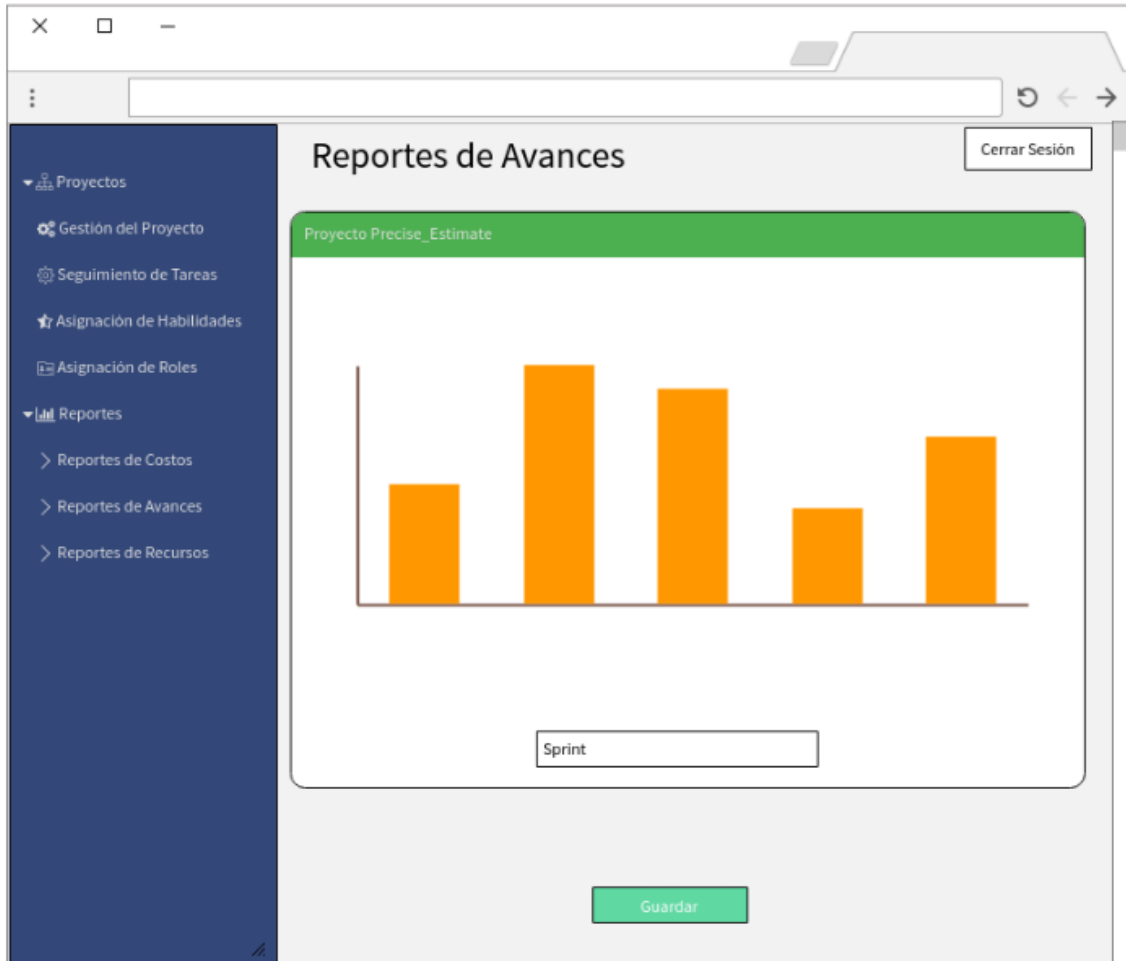 Reportes de Avances
Cerrar Sesión
Proyectos
Gestión del Proyecto
Seguimiento de Tareas
Asignación de Habilidades
Asignación de Roles
Reportes
Reportes de Costos
Reportes de Avances
Reportes de Recursos
Proyecto Precise_Estimate
Sprint
Guardar